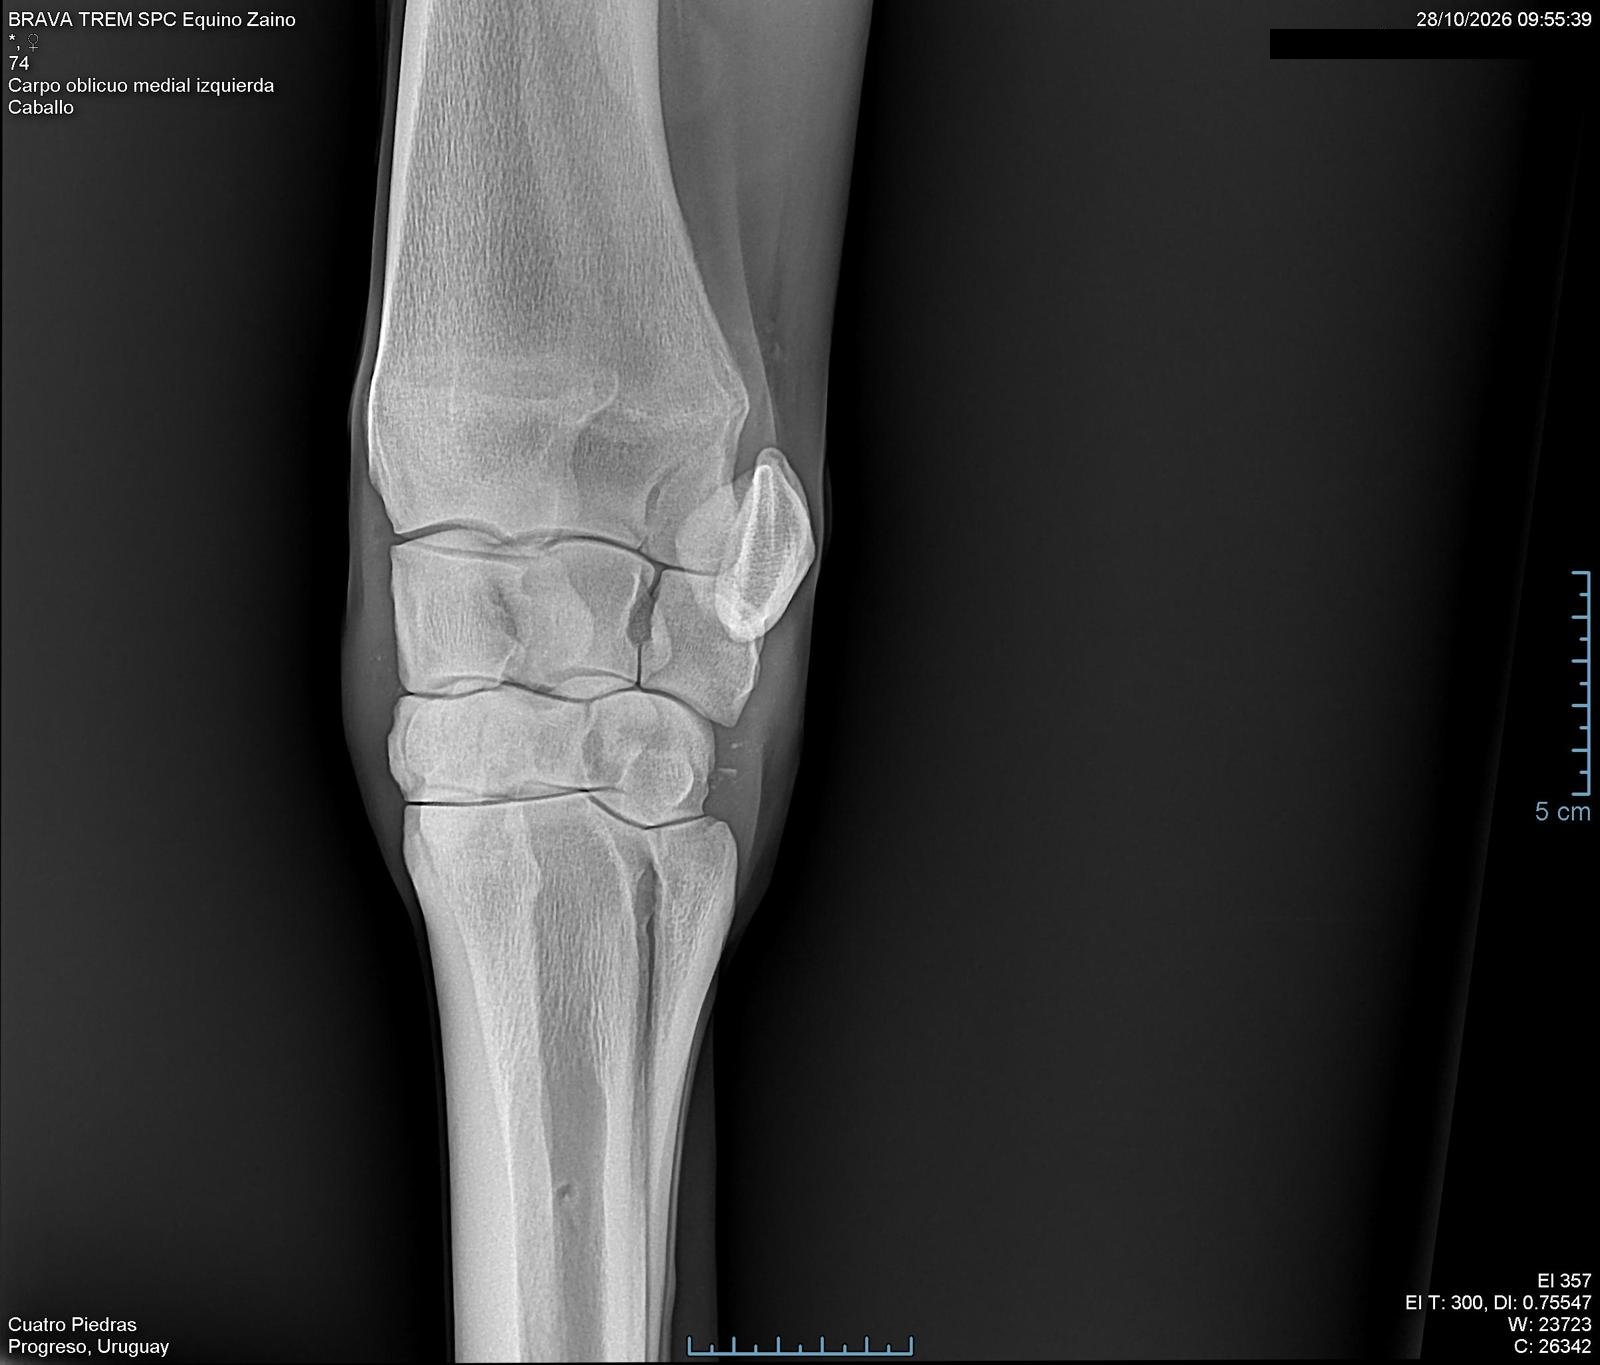 BRAVA TREM SPC Equino Zaino
*, ♀
74
Carpo oblicuo medial izquierda
Caballo
28/10/2026 09:55:39
5 cm
Cuatro Piedras
Progreso, Uruguay
EI 357
EI T: 300, DI: 0.75547
W: 23723
C: 26342